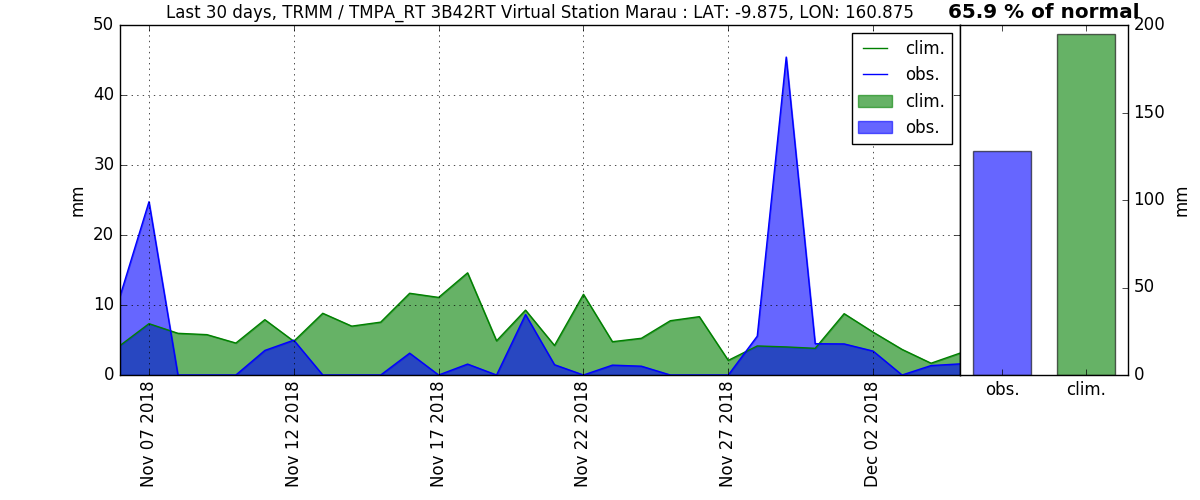 Last 30 days, TRMM / TMPA_RT 3B42RT Virtual Station Marau : LAT: -9.875, LON: 160.875
65.9 % of normal
50
40
30
20
10
0
mm
clim.
obs.
clim.
obs.
Nov 07 2018
Nov 12 2018
Nov 17 2018
Nov 22 2018
Nov 27 2018
Dec 02 2018
200
150
100
50
0
mm
obs.
clim.